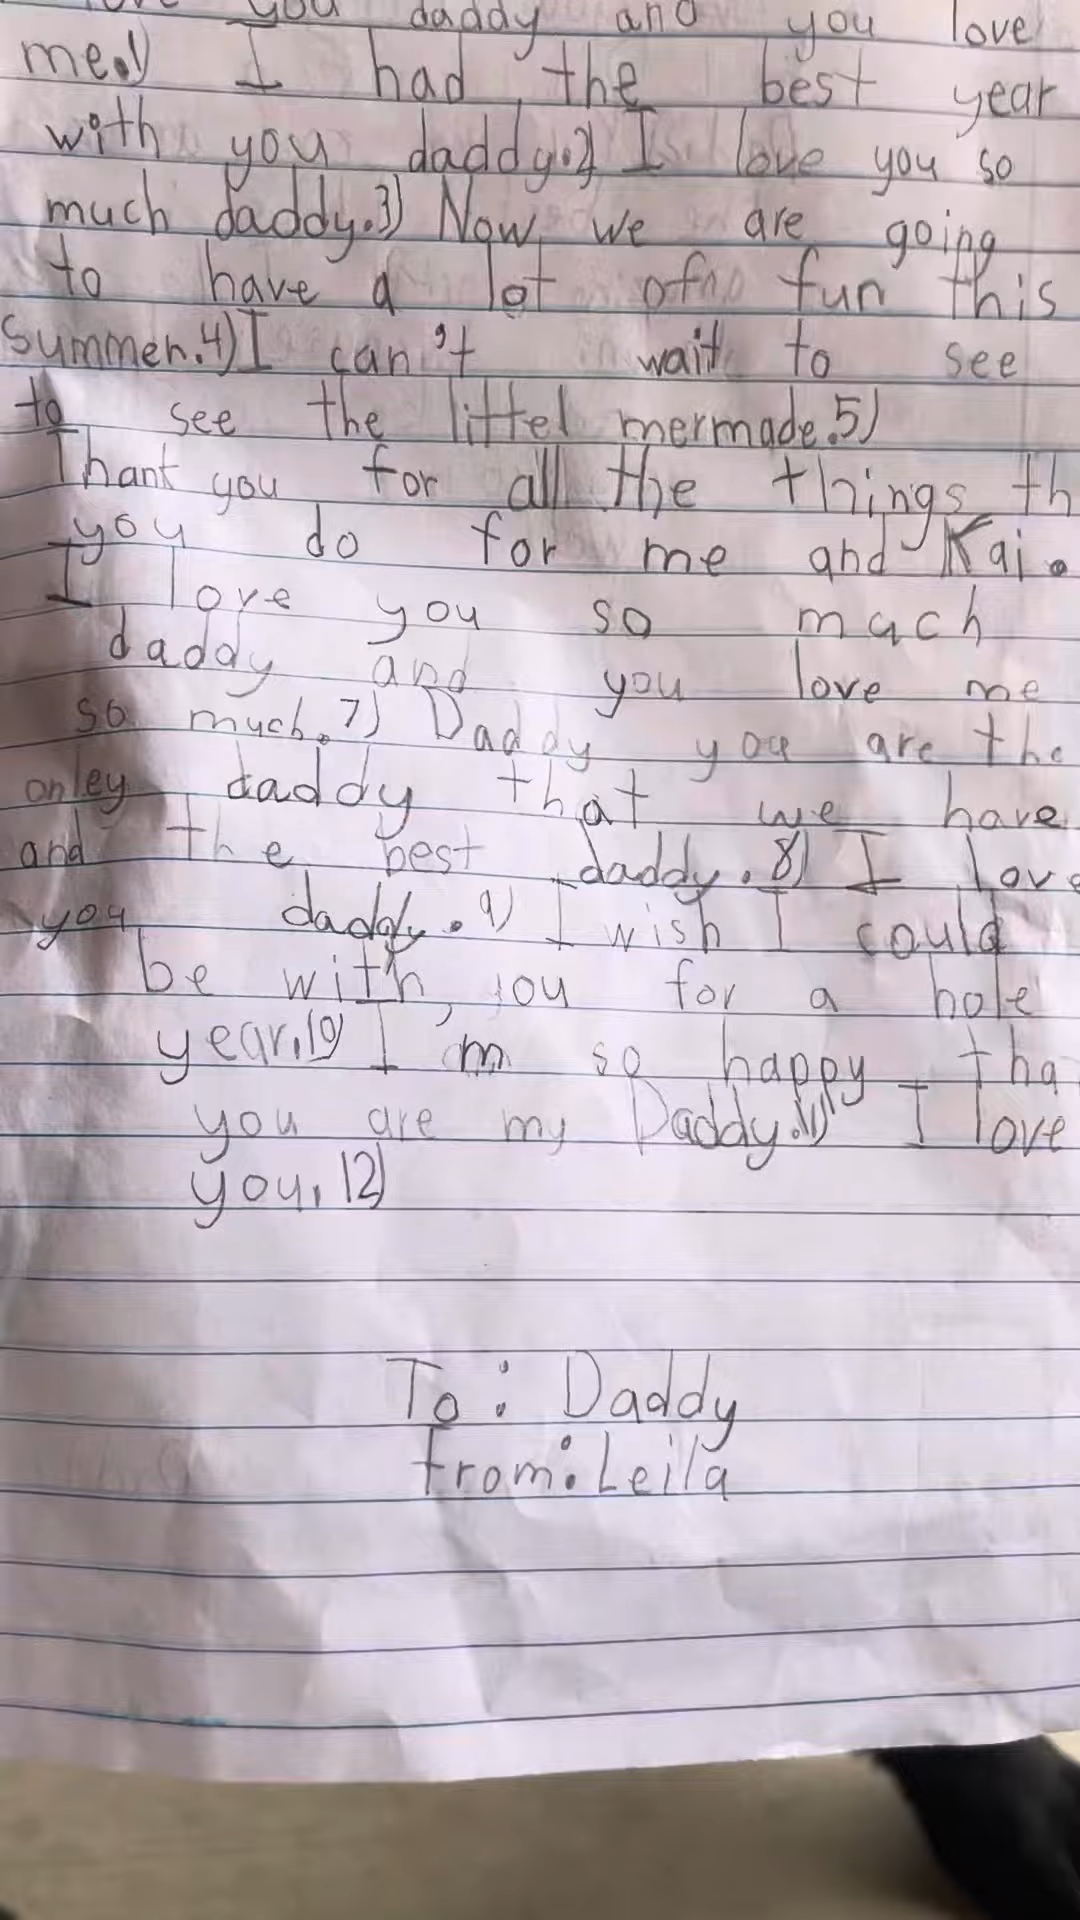 you daddy and you love
me.1) I had the best year
with you daddy.2) I love you so
much daddy.3) Now we are going
to have a lot of fun this
summer.4) I can't wait to see
to see the littel mermade.5)
Thank you for all the things th
you do for me and Kai.
I love you so mach
daddy and you love me
so much.7) Daddy you are the
onley daddy that we have
and the best daddy.8) I love
you daddy.9) I wish I could
be with you for a hole
year.10) I m so happy tha
you are my Daddy.11) I love
you.12)
To: Daddy
from: Leila